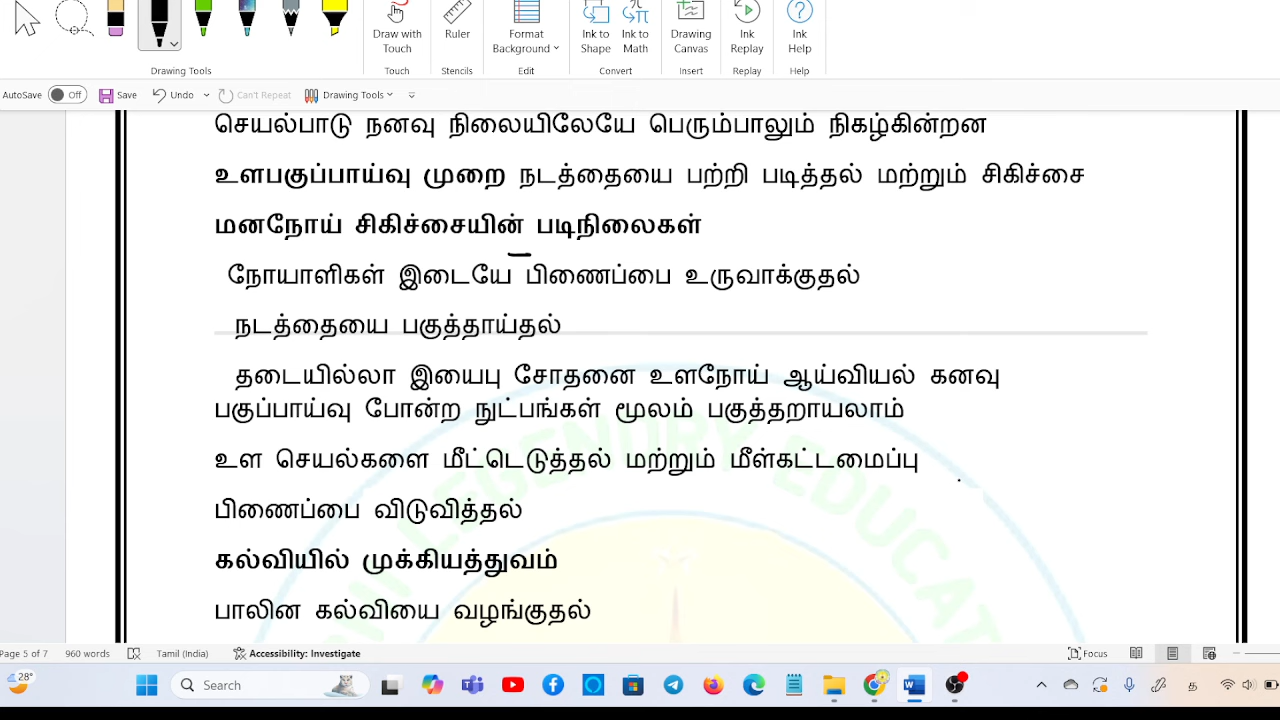 Draw with Touch
Ruler
Format Background
Ink to Shape
Ink to Math
Drawing Canvas
Ink Replay
Ink Help
Drawing Tools
Touch
Stencils
Edit
Convert
Insert
Replay
Help
AutoSave Off Save Undo Can't Repeat Drawing Tools
செயல்பாடு நனவு நிலையிலேயே பெரும்பாலும் நிகழ்கின்றன
உளபகுப்பாய்வு முறை நடத்தையை பற்றி படித்தல் மற்றும் சிகிச்சை
மனநோய் சிகிச்சையின் படிநிலைகள்
நோயாளிகள் இடையே பிணைப்பை உருவாக்குதல்
நடத்தையை பகுத்தாய்தல்
தடையில்லா இயைபு சோதனை உளநோய் ஆய்வியல் கனவு
பகுப்பாய்வு போன்ற நுட்பங்கள் மூலம் பகுத்தறாயலாம்
உள செயல்களை மீட்டெடுத்தல் மற்றும் மீள்கட்டமைப்பு
பிணைப்பை விடுவித்தல்
கல்வியில் முக்கியத்துவம்
பாலின கல்வியை வழங்குதல்
Page 5 of 7 960 words Tamil (India) Accessibility: Investigate Focus
28° Search